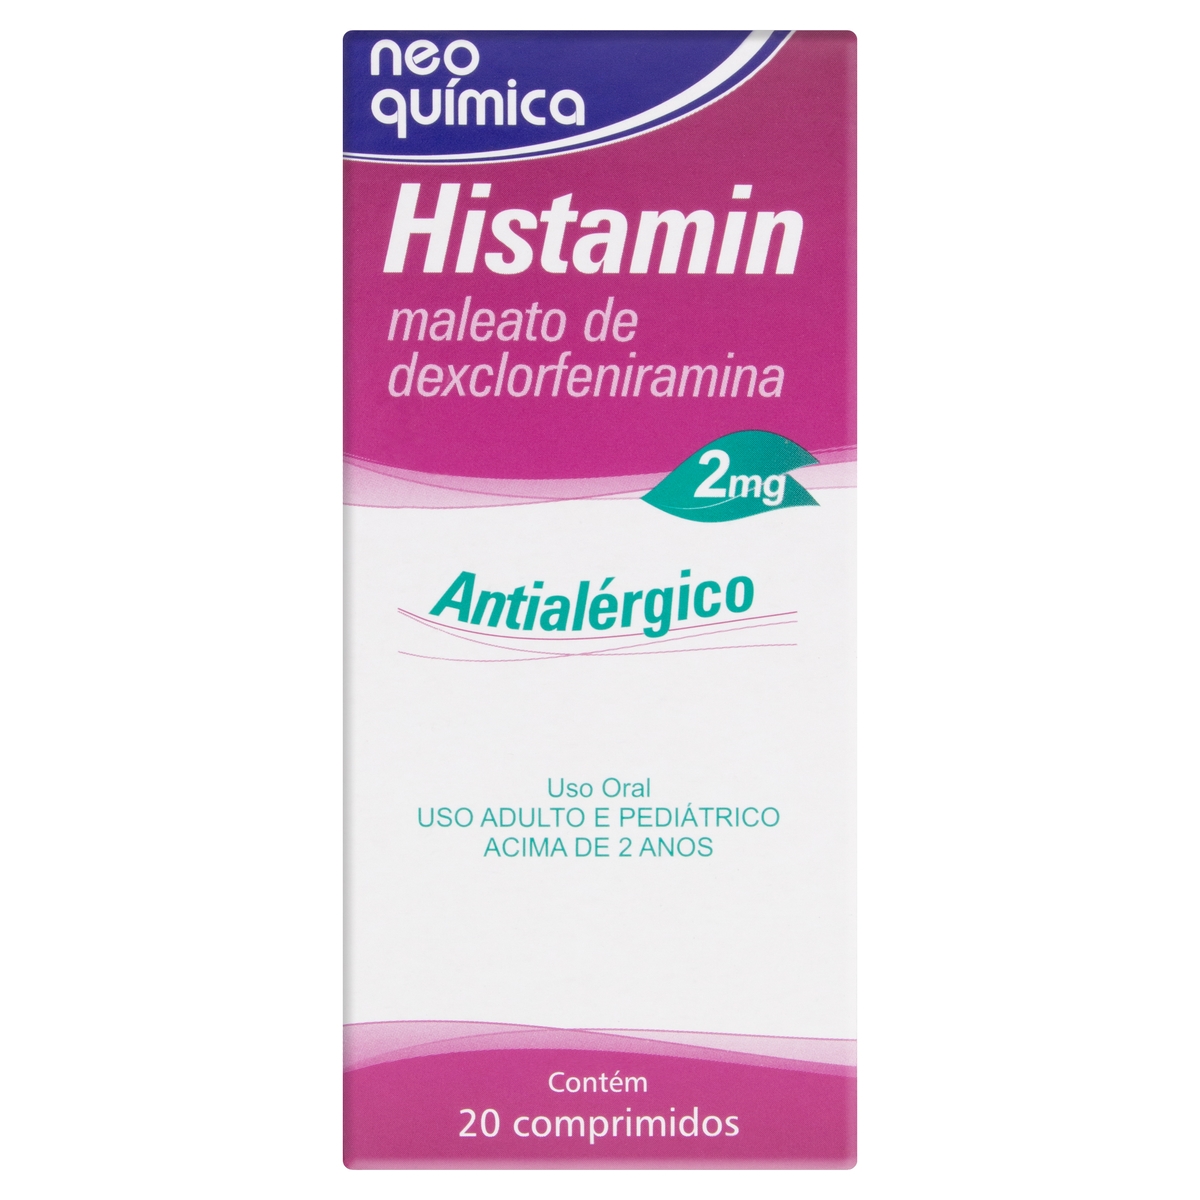 neo
química
Histamin
maleato de
dexclorfeniramina
2mg
Antialérgico
Uso Oral
USO ADULTO E PEDIÁTRICO
ACIMA DE 2 ANOS
Contém
20 comprimidos